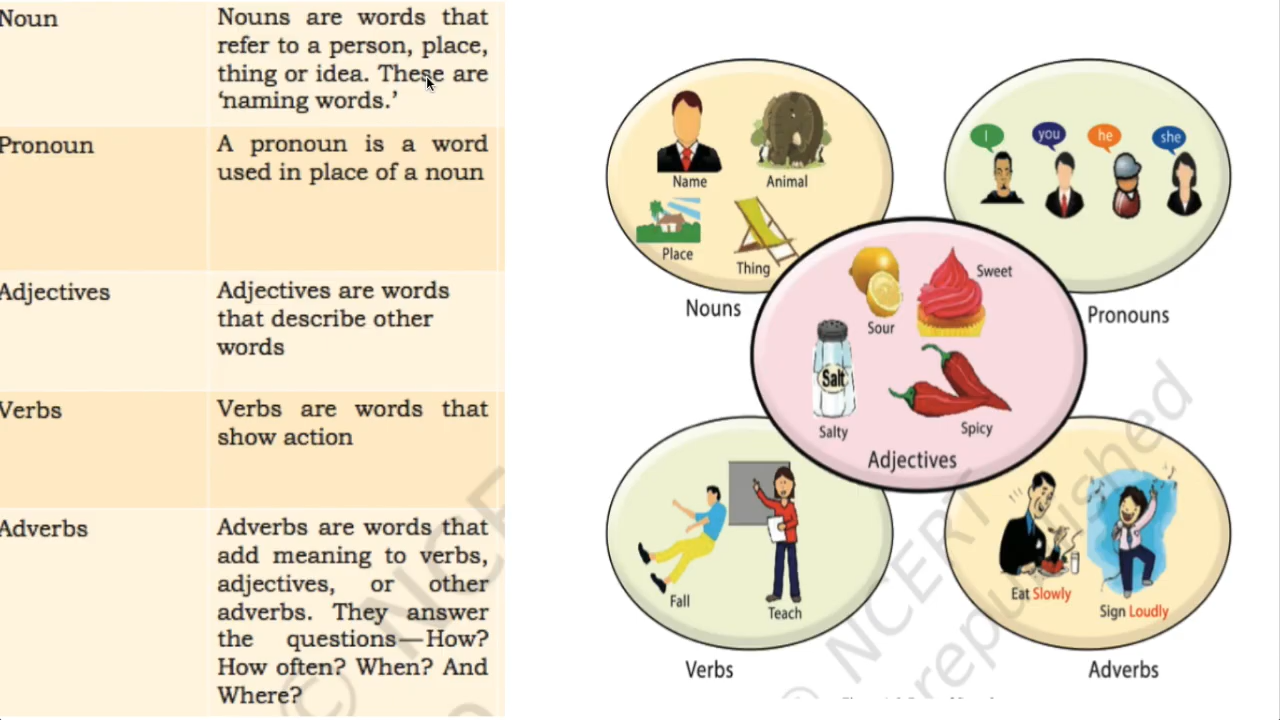 Noun
Nouns are words that
refer to a person, place,
thing or idea. These are
‘naming words.’
Pronoun
A pronoun is a word
used in place of a noun
Adjectives
Adjectives are words
that describe other
words
Verbs
Verbs are words that
show action
Adverbs
Adverbs are words that
add meaning to verbs,
adjectives, or other
adverbs. They answer
the questions—How?
How often? When? And
Where?
Name
Animal
Place
Thing
Nouns
I
you
he
she
Pronouns
Sour
Sweet
Salt
Salty
Spicy
Adjectives
Fall
Teach
Verbs
Eat Slowly
Sign Loudly
Adverbs
© NCERT
republished